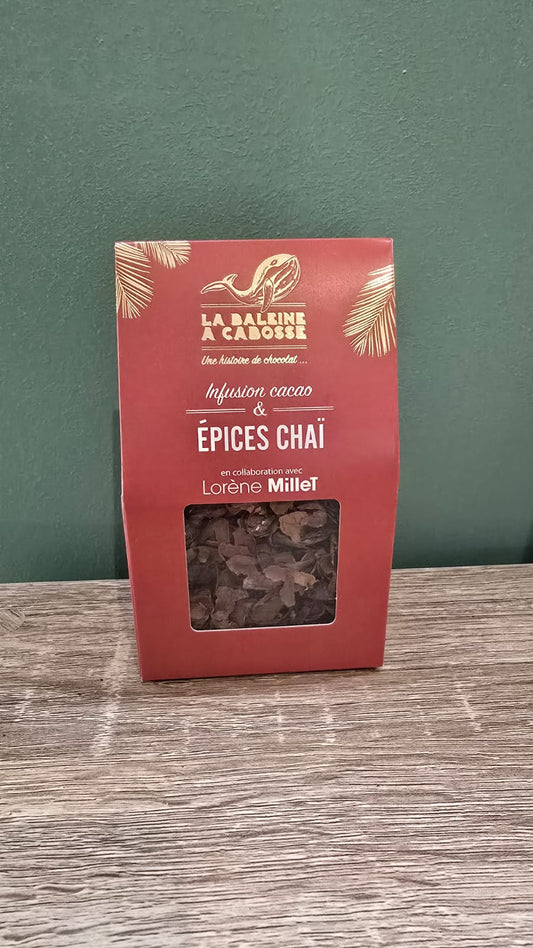 LA BALEINE
A CABOSSE
Une histoire de chocolat ...
Infusion cacao
&
ÉPICES CHAÏ
en collaboration avec
Lorène MilleT